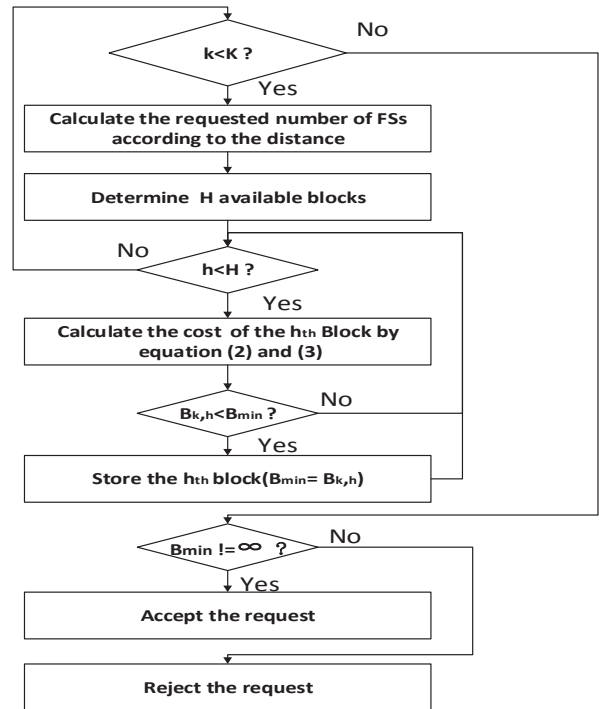 No
k<K ?
Yes
Calculate the requested number of FSs
according to the distance
Determine H available blocks
No
h<H ?
Yes
Calculate the cost of the hth Block by
equation (2) and (3)
No
Bk,h<Bmin ?
Yes
Store the hth block(Bmin= Bk,h)
No
Bmin !=∞ ?
Yes
Accept the request
Reject the request